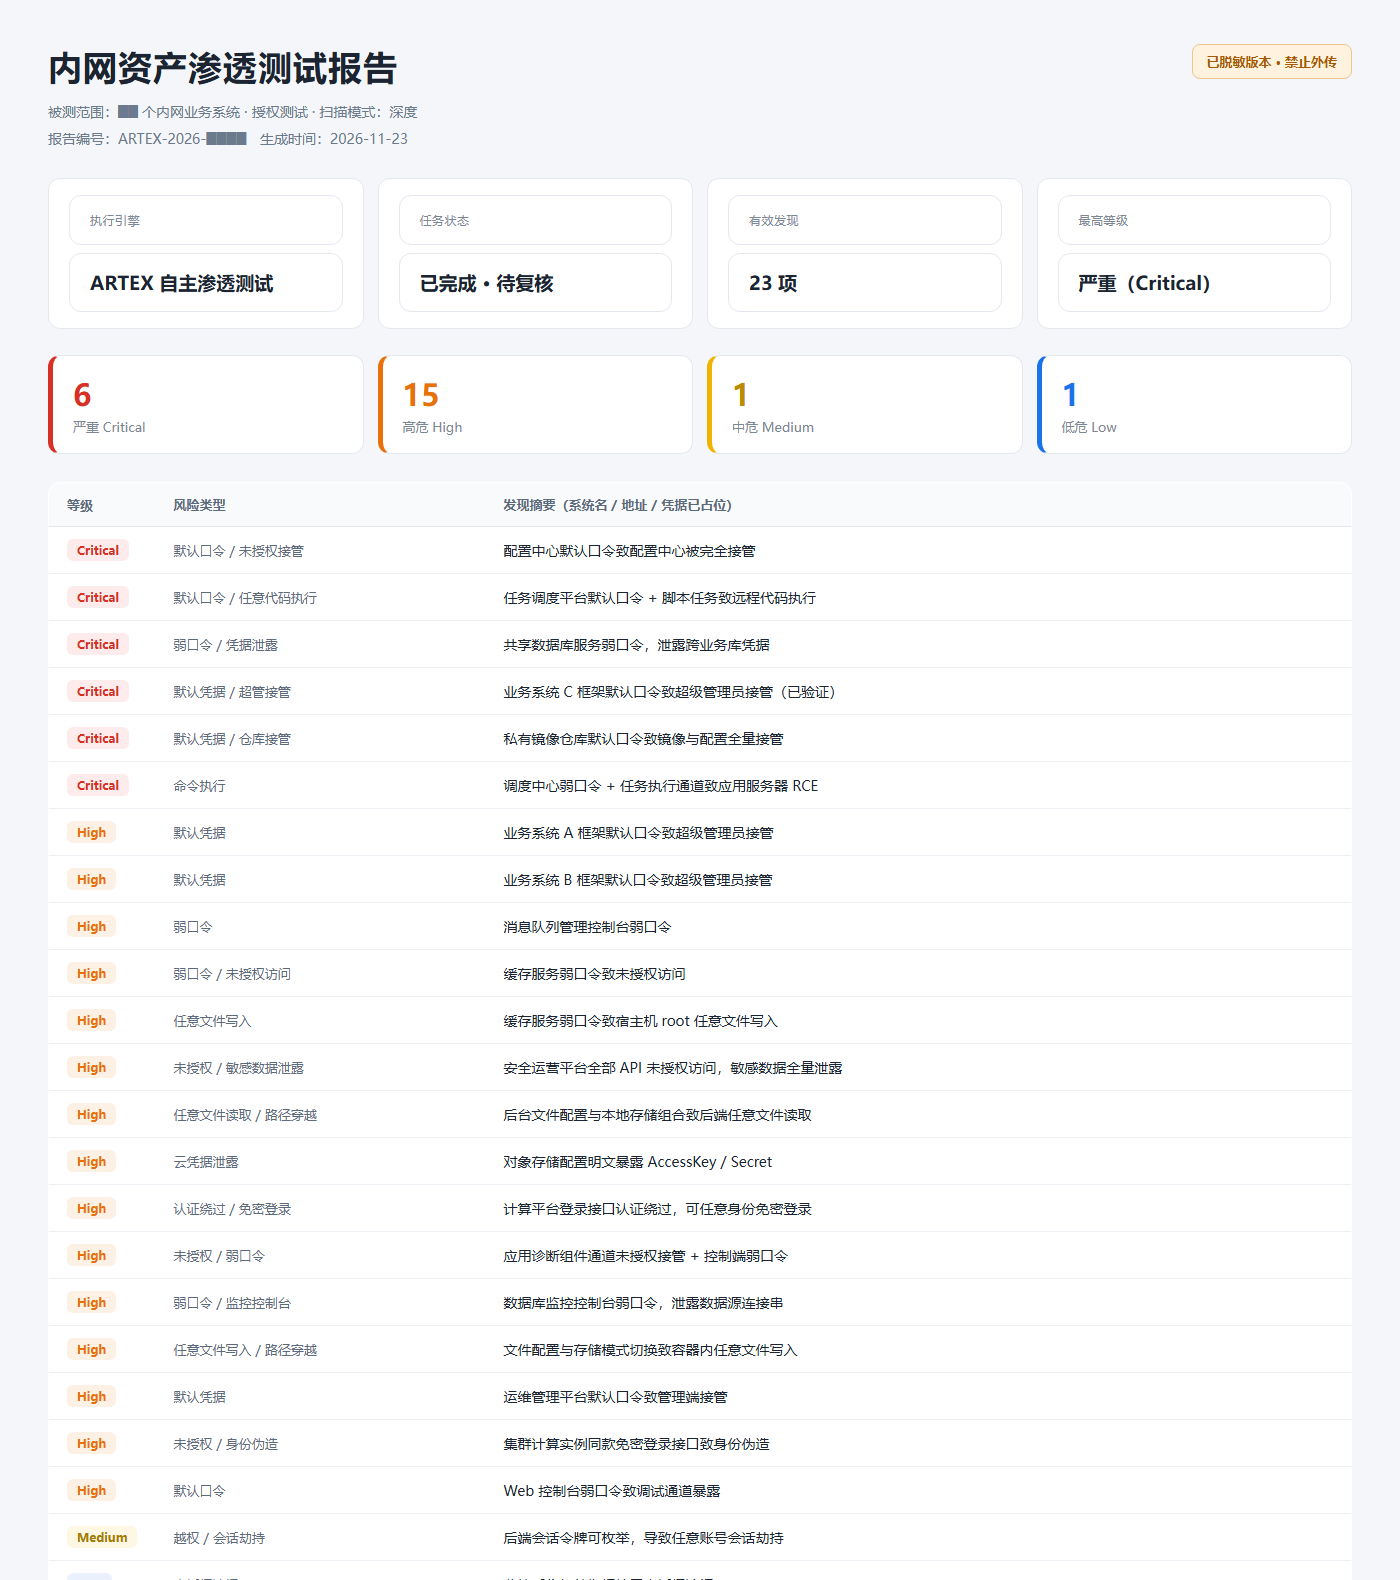 内网资产渗透测试报告
已脱敏版本 • 禁止外传
被测范围：██ 个内网业务系统 · 授权测试 · 扫描模式：深度
报告编号：ARTEX-2026-████ 生成时间：2026-11-23
执行引擎
任务状态
有效发现
最高等级
ARTEX 自主渗透测试
已完成 • 待复核
23 项
严重（Critical）
6
15
1
1
严重 Critical
高危 High
中危 Medium
低危 Low
等级 风险类型 发现摘要（系统名 / 地址 / 凭据已占位）
Critical 默认口令 / 未授权接管 配置中心默认口令致配置中心被完全接管
Critical 默认口令 / 任意代码执行 任务调度平台默认口令 + 脚本任务致远程代码执行
Critical 弱口令 / 凭据泄露 共享数据库服务弱口令，泄露跨业务库凭据
Critical 默认凭据 / 超管接管 业务系统 C 框架默认口令致超级管理员接管（已验证）
Critical 默认凭据 / 仓库接管 私有镜像仓库默认口令致镜像与配置全量接管
Critical 命令执行 调度中心弱口令 + 任务执行通道致应用服务器 RCE
High 默认凭据 业务系统 A 框架默认口令致超级管理员接管
High 默认凭据 业务系统 B 框架默认口令致超级管理员接管
High 弱口令 消息队列管理控制台弱口令
High 弱口令 / 未授权访问 缓存服务弱口令致未授权访问
High 任意文件写入 缓存服务弱口令致宿主机 root 任意文件写入
High 未授权 / 敏感数据泄露 安全运营平台全部 API 未授权访问，敏感数据全量泄露
High 任意文件读取 / 路径穿越 后台文件配置与本地存储组合致后端任意文件读取
High 云凭据泄露 对象存储配置明文暴露 AccessKey / Secret
High 认证绕过 / 免密登录 计算平台登录接口认证绕过，可任意身份免密登录
High 未授权 / 弱口令 应用诊断组件通道未授权接管 + 控制端弱口令
High 弱口令 / 监控控制台 数据库监控控制台弱口令，泄露数据源连接串
High 任意文件写入 / 路径穿越 文件配置与存储模式切换致容器内任意文件写入
High 默认凭据 运维管理平台默认口令致管理端接管
High 未授权 / 身份伪造 集群计算实例同款免密登录接口致身份伪造
High 默认口令 Web 控制台弱口令致调试通道暴露
Medium 越权 / 会话劫持 后端会话令牌可枚举，导致任意账号会话劫持